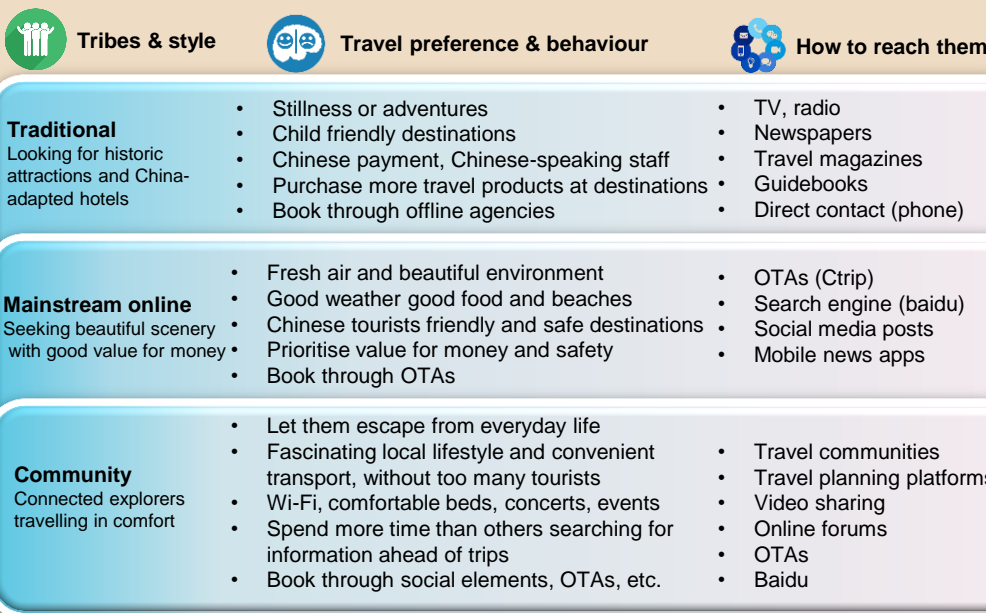 Tribes & style
Travel preference & behaviour
How to reach them
Traditional
Looking for historic
attractions and China-
adapted hotels
• Stillness or adventures
• Child friendly destinations
• Chinese payment, Chinese-speaking staff
• Purchase more travel products at destinations
• Book through offline agencies
• TV, radio
• Newspapers
• Travel magazines
• Guidebooks
• Direct contact (phone)
Mainstream online
Seeking beautiful scenery
with good value for money
• Fresh air and beautiful environment
• Good weather good food and beaches
• Chinese tourists friendly and safe destinations
• Prioritise value for money and safety
• Book through OTAs
• OTAs (Ctrip)
• Search engine (baidu)
• Social media posts
• Mobile news apps
Community
Connected explorers
travelling in comfort
• Let them escape from everyday life
• Fascinating local lifestyle and convenient
transport, without too many tourists
• Wi-Fi, comfortable beds, concerts, events
• Spend more time than others searching for
information ahead of trips
• Book through social elements, OTAs, etc.
• Travel communities
• Travel planning platforms
• Video sharing
• Online forums
• OTAs
• Baidu